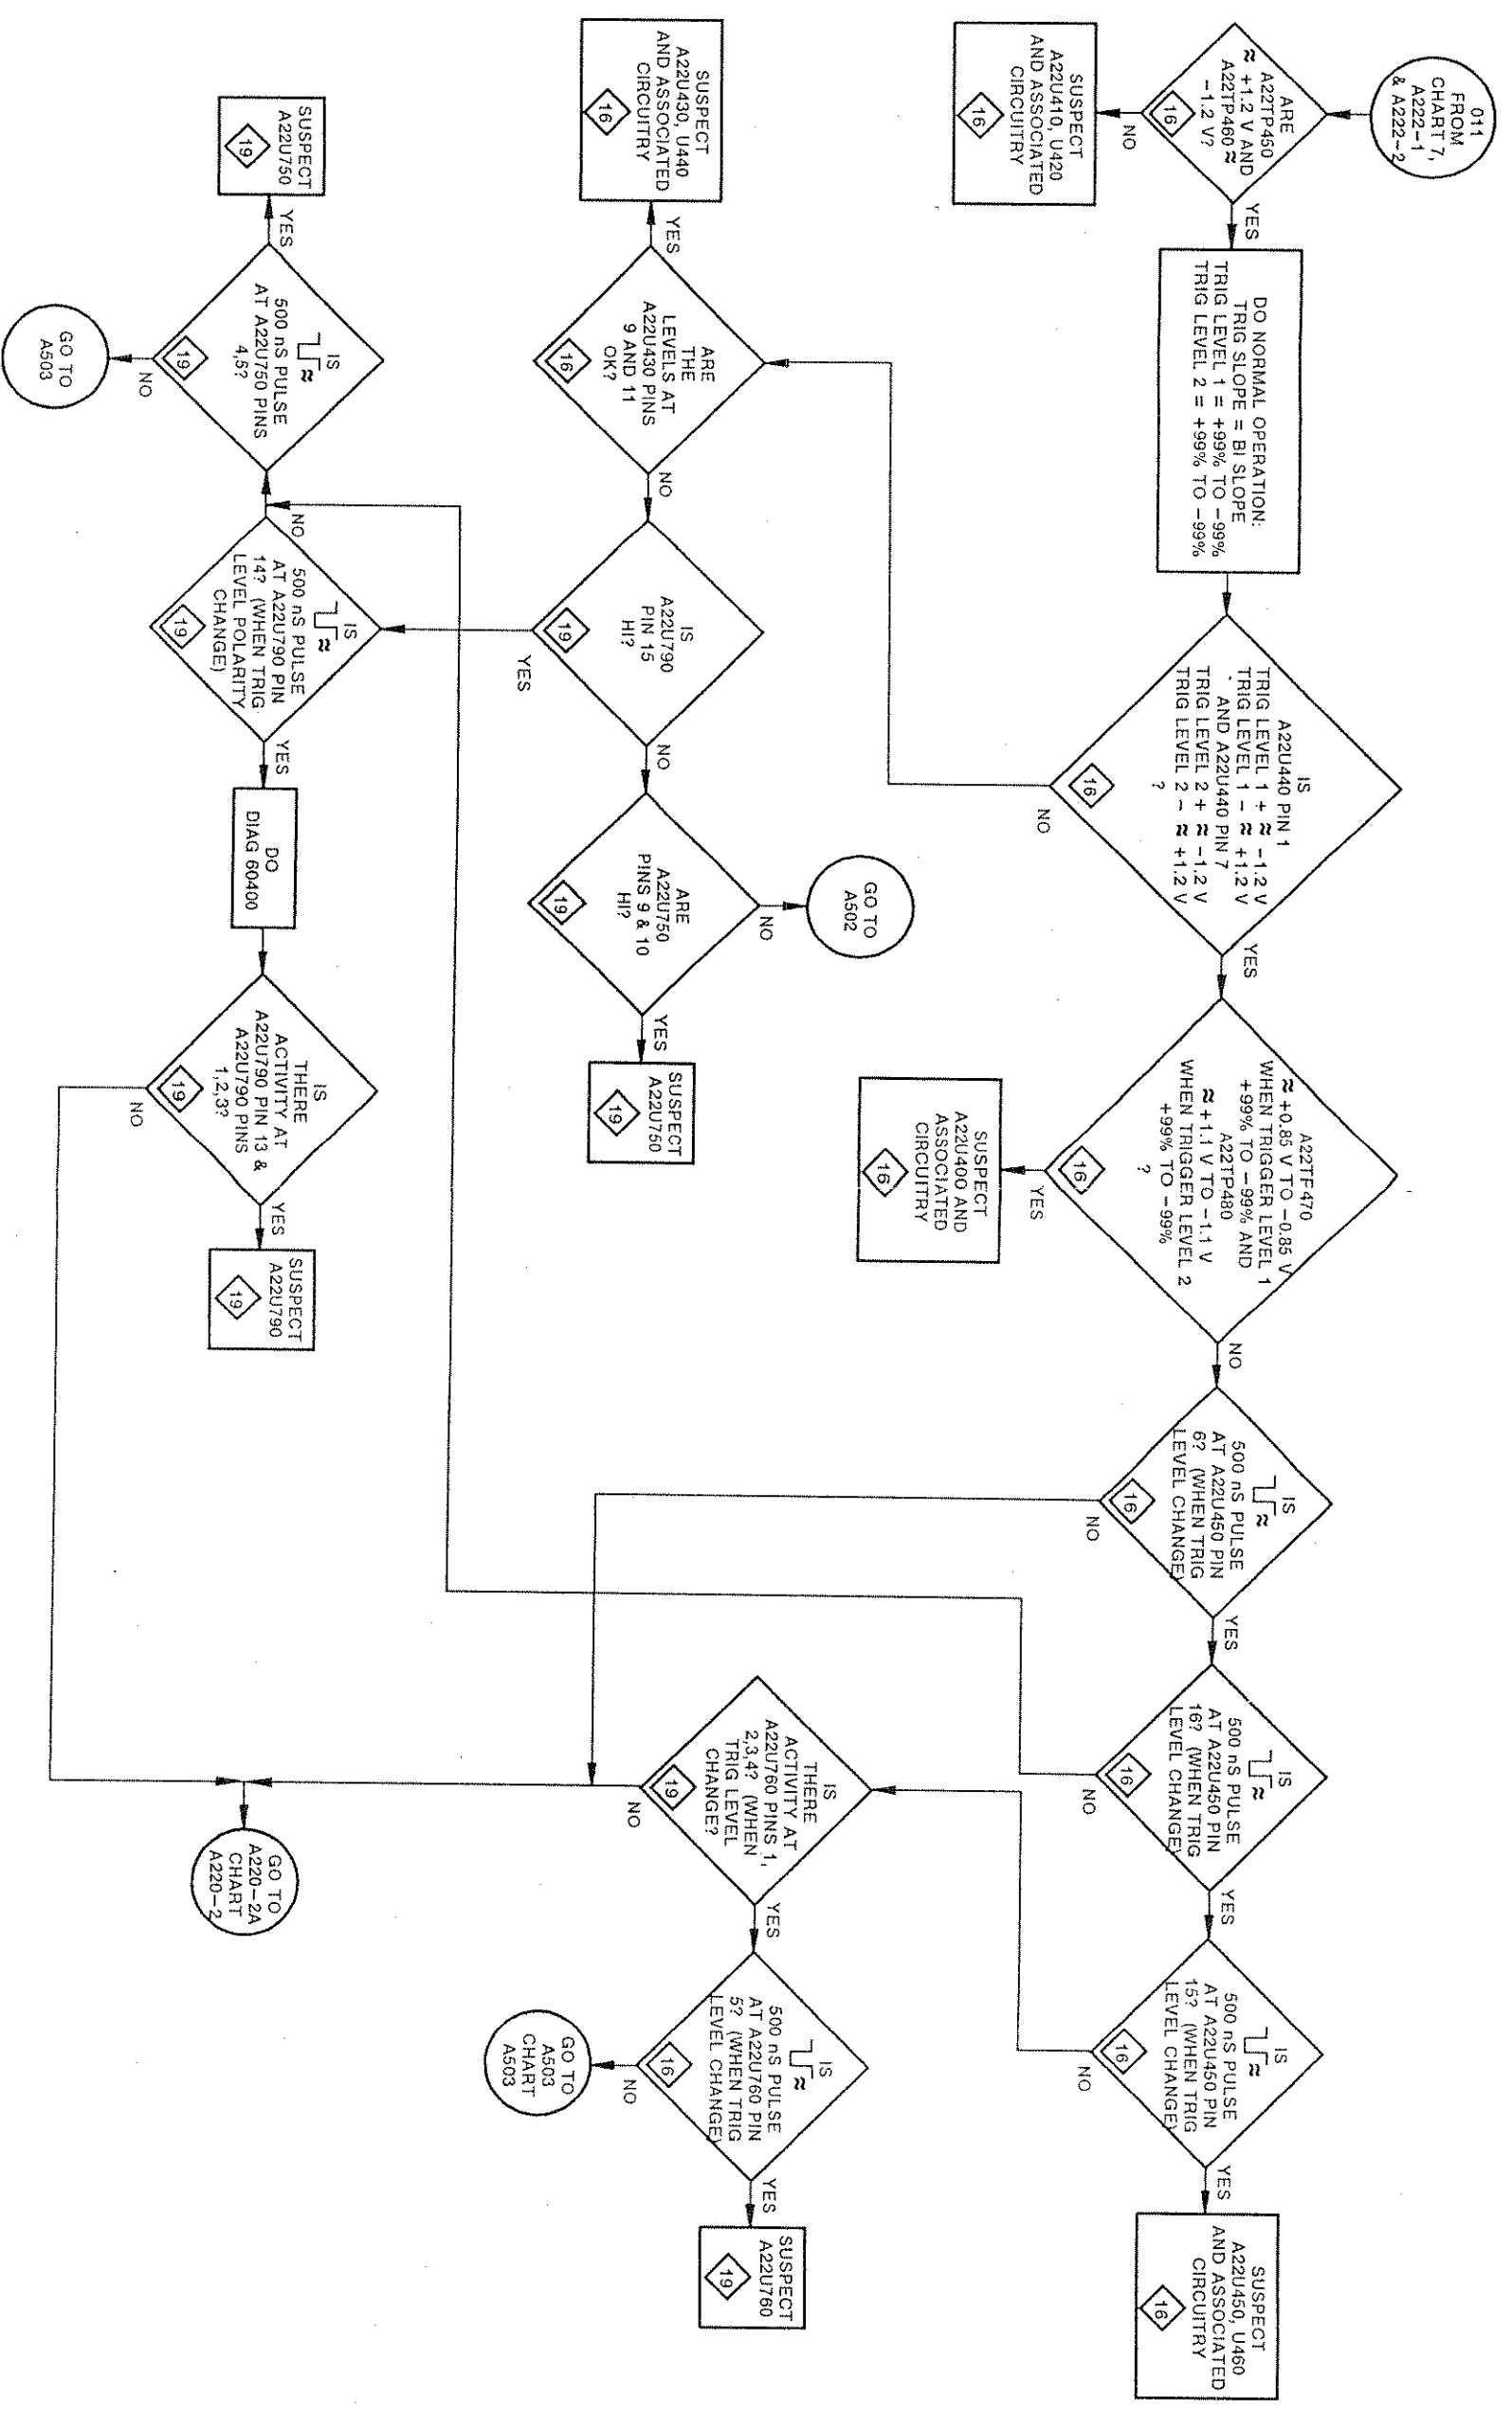 011
FROM
CHART 7,
A222-1
& A222-2
ARE
A22TP450
≈ +1.2 V AND
A22TP460 ≈
-1.2 V?
16
YES
NO
SUSPECT
A22U410, U420
AND ASSOCIATED
CIRCUITRY
16
DO NORMAL OPERATION:
TRIG SLOPE = BI SLOPE
TRIG LEVEL 1 = +99% TO -99%
TRIG LEVEL 2 = +99% TO -99%
IS
A22U440 PIN 1
TRIG LEVEL 1 + ≈ -1.2 V
TRIG LEVEL 1 - ≈ +1.2 V
AND A22U440 PIN 7
TRIG LEVEL 2 + ≈ -1.2 V
TRIG LEVEL 2 - ≈ +1.2 V
?
16
YES
NO
A22TP470
≈ +0.85 V TO -0.85 V
WHEN TRIGGER LEVEL 1
+99% TO -99% AND
A22TP480
≈ +1.1 V TO -1.1 V
WHEN TRIGGER LEVEL 2
+99% TO -99%
?
16
NO
YES
SUSPECT
A22U400 AND
ASSOCIATED
CIRCUITRY
16
IS
≈
500 nS PULSE
AT A22U450 PIN
6? (WHEN TRIG
LEVEL CHANGE)
16
YES
NO
IS
≈
500 nS PULSE
AT A22U450 PIN
16? (WHEN TRIG
LEVEL CHANGE)
16
YES
NO
IS
≈
500 nS PULSE
AT A22U450 PIN
15? (WHEN TRIG
LEVEL CHANGE)
16
YES
NO
SUSPECT
A22U450, U460
AND ASSOCIATED
CIRCUITRY
16
SUSPECT
A22U430, U440
AND ASSOCIATED
CIRCUITRY
16
YES
ARE
THE
LEVELS AT
A22U430 PINS
9 AND 11
OK?
16
NO
IS
A22U790
PIN 15
HI?
19
NO
YES
ARE
A22U750
PINS 9 & 10
HI?
19
NO
GO TO
A502
YES
SUSPECT
A22U750
19
IS
THERE
ACTIVITY AT
A22U760 PINS 1,
2,3,4? (WHEN
TRIG LEVEL
CHANGE?
19
YES
NO
IS
≈
500 nS PULSE
AT A22U760 PIN
5? (WHEN TRIG
LEVEL CHANGE)
16
YES
NO
SUSPECT
A22U760
19
GO TO
A503
CHART
A503
SUSPECT
A22U750
19
YES
IS
≈
500 nS PULSE
AT A22U750 PINS
4,5?
19
NO
GO TO
A503
NO
IS
≈
500 nS PULSE
AT A22U790 PIN
14? (WHEN TRIG
LEVEL POLARITY
CHANGE)
19
YES
DO
DIAG 60400
IS
THERE
ACTIVITY AT
A22U790 PIN 13 &
A22U790 PINS
1,2,3?
19
YES
NO
SUSPECT
A22U790
19
GO TO
A220-2A
CHART
A220-2